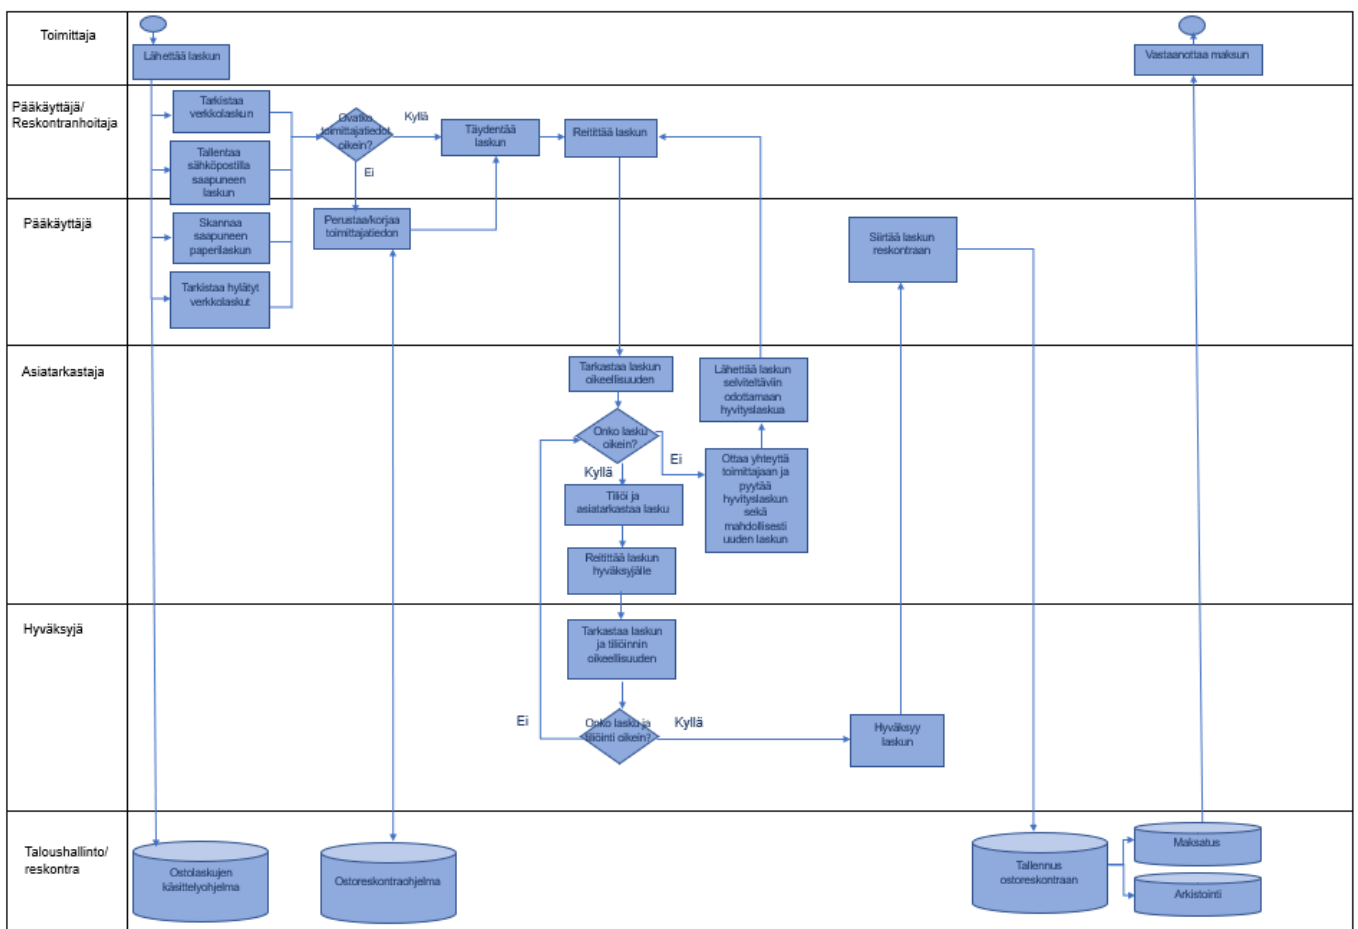 Toimittaja
Lähettää laskun
Vastaanottaa maksun
Pääkäyttäjä/
Reskontranhoitaja
Tarkistaa
verkkolaskun
Tallentaa
sähköpostilla
saapuneen
laskun
Ovatko
toimittajatiedot
oikein?
Kyllä
Ei
Täydentää
laskun
Reitittää laskun
Pääkäyttäjä
Skannaa
saapuneen
paperilaskun
Tarkistaa hylätyt
verkkolaskut
Perustaa/korjaa
toimittajatiedon
Siirtää laskun
reskontraan
Asiatarkastaja
Tarkastaa laskun
oikeellisuuden
Onko lasku
oikein?
Kyllä
Ei
Tiliöi ja
asiatarkastaa lasku
Reitittää laskun
hyväksyjälle
Lähettää laskun
selviteltäviin
odottamaan
hyvityslaskua
Ottaa yhteyttä
toimittajaan ja
pyytää
hyvityslaskun
sekä
mahdollisesti
uuden laskun
Hyväksyjä
Tarkastaa laskun
ja tiliöinnin
oikeellisuuden
Onko lasku ja
tiliöinti oikein?
Ei
Kyllä
Hyväksyy
laskun
Taloushallinto/
reskontra
Ostolaskujen
käsittelyohjelma
Ostoreskontraohjelma
Tallennus
ostoreskontraan
Maksatus
Arkistointi